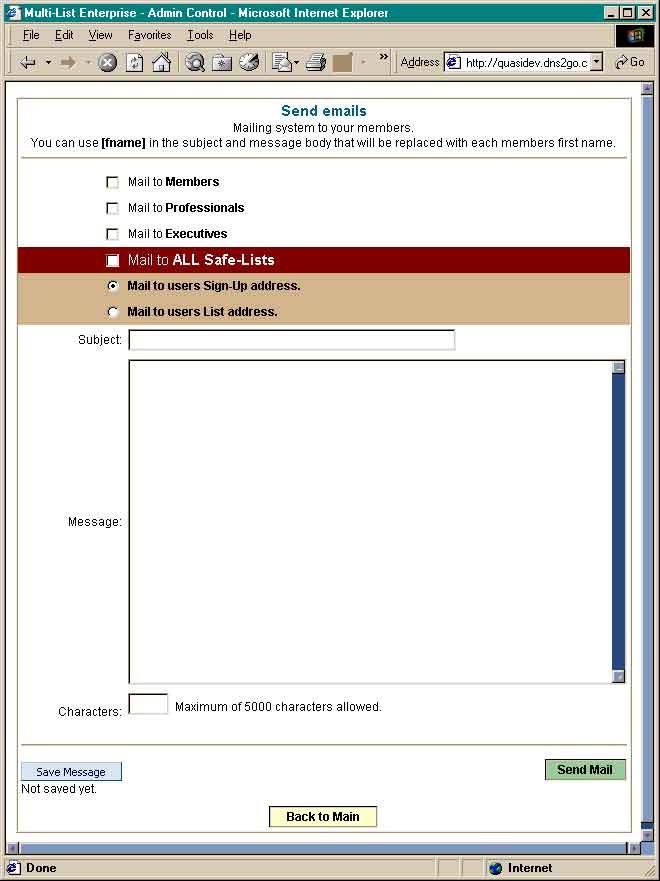 Multi-List Enterprise - Admin Control - Microsoft Internet Explorer
File Edit View Favorites Tools Help
Address http://quasidev.dns2go.c Go
Send emails
Mailing system to your members.
You can use [fname] in the subject and message body that will be replaced with each members first name.
Mail to Members
Mail to Professionals
Mail to Executives
Mail to ALL Safe-Lists
Mail to users Sign-Up address.
Mail to users List address.
Subject:
Message:
Characters: Maximum of 5000 characters allowed.
Save Message Send Mail
Not saved yet.
Back to Main
Done Internet